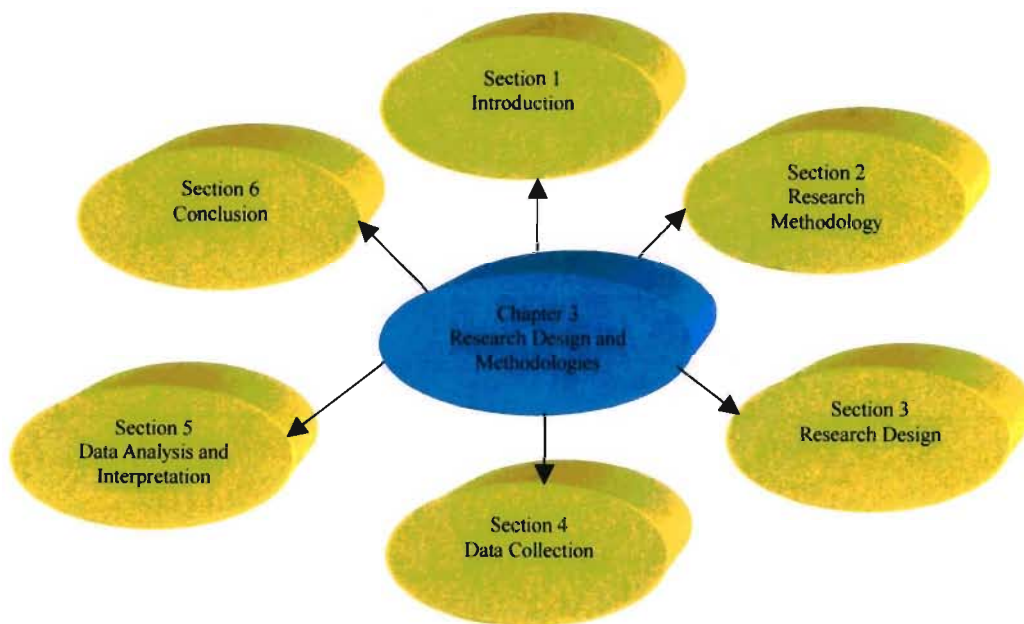 Section 1
Introduction
Section 2
Research
Methodology
Section 6
Conclusion
Chapter 3
Research Design and
Methodologies
Section 3
Research Design
Section 5
Data Analysis and
Interpretation
Section 4
Data Collection